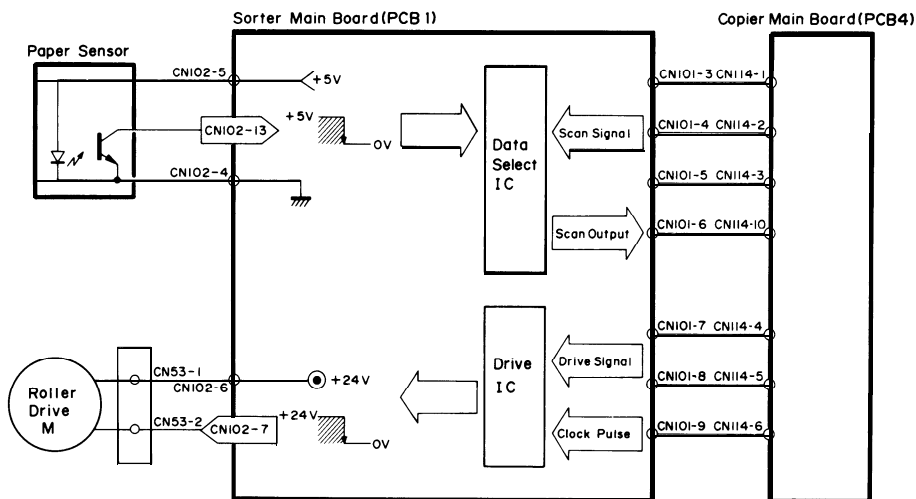 Sorter Main Board (PCB 1)
Copier Main Board (PCB4)
Paper Sensor
CN102-5
+5V
CN101-3 CN114-1
CN102-13
+5V
0V
Data
Select
IC
Scan Signal
CN101-4 CN114-2
CN102-4
CN101-5 CN114-3
Scan Output
CN101-6 CN114-10
CN101-7 CN114-4
Drive
IC
Drive Signal
CN101-8 CN114-5
Clock Pulse
CN101-9 CN114-6
Roller
Drive
M
CN53-1
CN102-6
+24V
CN53-2
CN102-7
+24V
0V